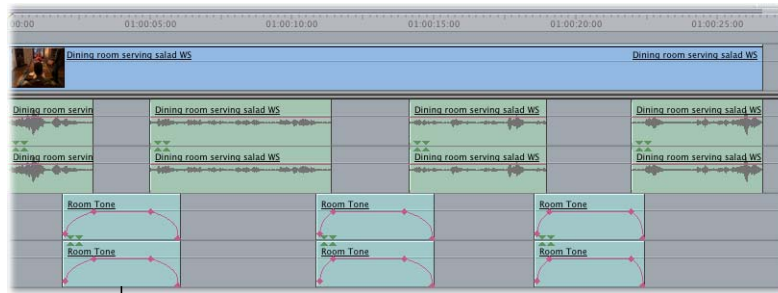 00:00 01:00:05:00 01:00:10:00 01:00:15:00 01:00:20:00 01:00:25:00
Dining room serving salad WS Dining room serving salad WS
Dining room servin Dining room serving salad WS Dining room serving salad WS Dining room serving salad WS
Dining room servin Dining room serving salad WS Dining room serving salad WS Dining room serving salad WS
Room Tone Room Tone Room Tone
Room Tone Room Tone Room Tone